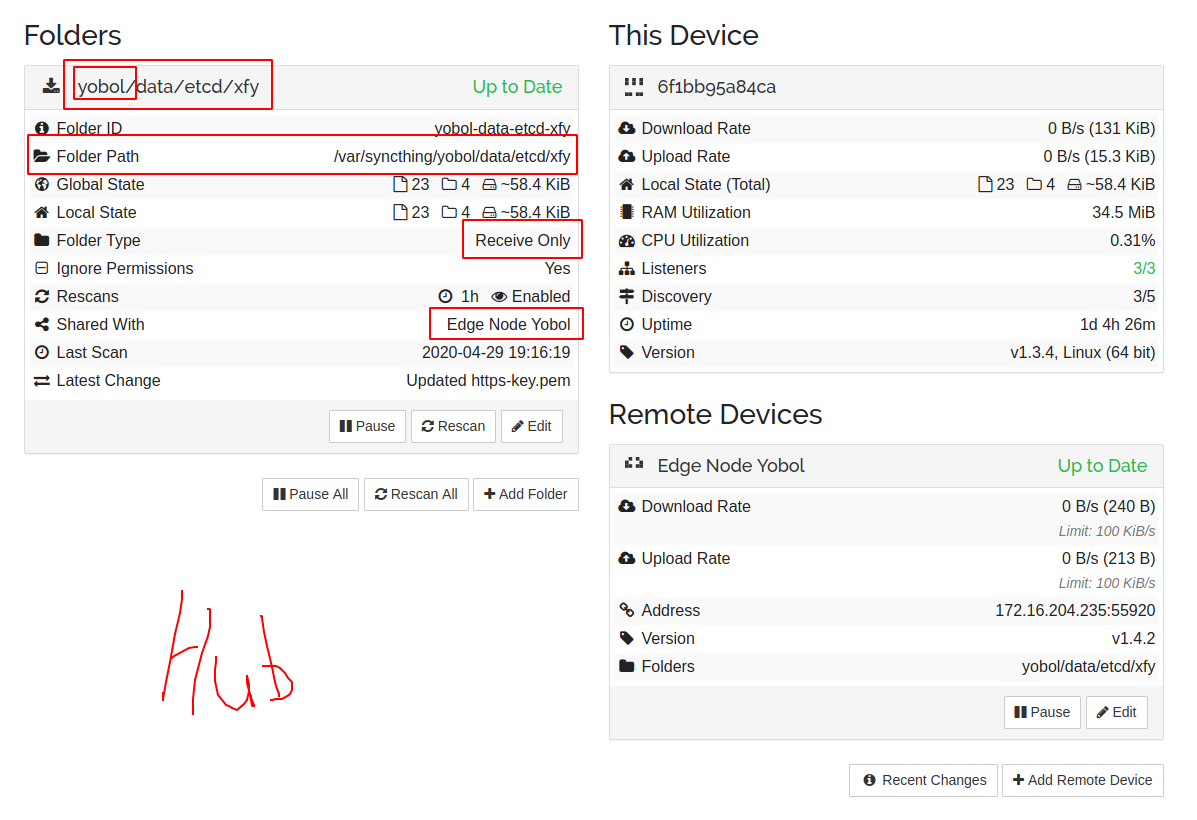 Folders
yobol/data/etcd/xfy Up to Date
Folder ID yobol-data-etcd-xfy
Folder Path /var/syncthing/yobol/data/etcd/xfy
Global State 23 4 ~58.4 KiB
Local State 23 4 ~58.4 KiB
Folder Type Receive Only
Ignore Permissions Yes
Rescans 1h Enabled
Shared With Edge Node Yobol
Last Scan 2020-04-29 19:16:19
Latest Change Updated https-key.pem
Pause Rescan Edit
Pause All Rescan All Add Folder
Hub
This Device
6f1bb95a84ca
Download Rate 0 B/s (131 KiB)
Upload Rate 0 B/s (15.3 KiB)
Local State (Total) 23 4 ~58.4 KiB
RAM Utilization 34.5 MiB
CPU Utilization 0.31%
Listeners 3/3
Discovery 3/5
Uptime 1d 4h 26m
Version v1.3.4, Linux (64 bit)
Remote Devices
Edge Node Yobol Up to Date
Download Rate 0 B/s (240 B)
Limit: 100 KiB/s
Upload Rate 0 B/s (213 B)
Limit: 100 KiB/s
Address 172.16.204.235:55920
Version v1.4.2
Folders yobol/data/etcd/xfy
Pause Edit
Recent Changes Add Remote Device